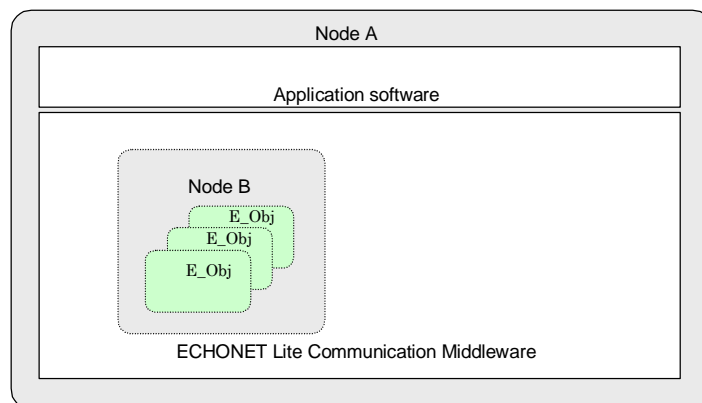 Node A
Application software
Node B
E_Obj
E_Obj
E_Obj
ECHONET Lite Communication Middleware